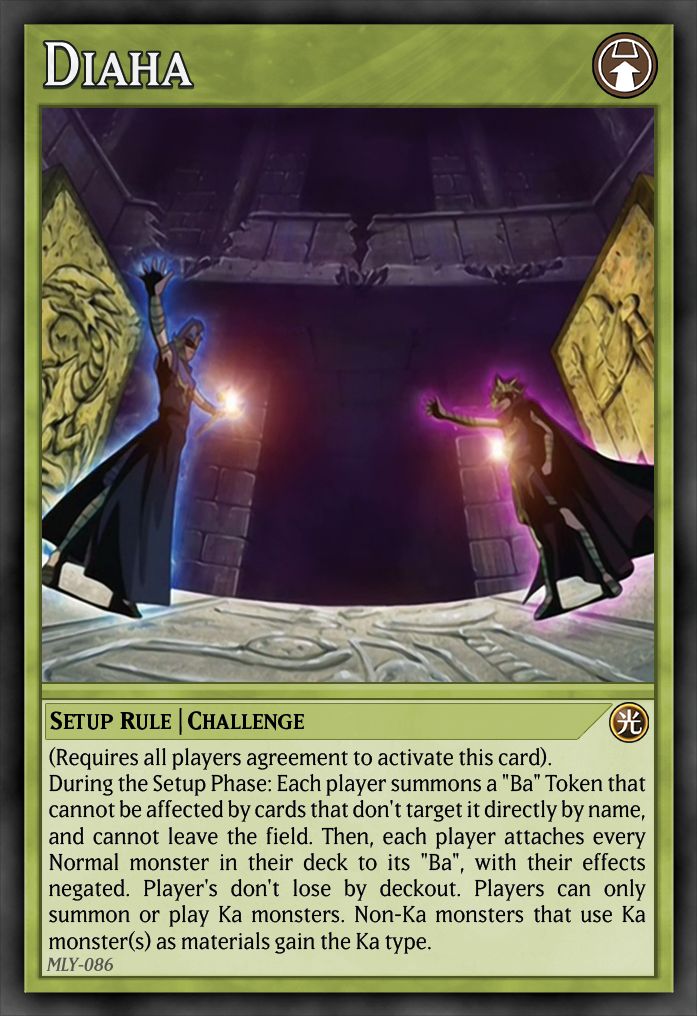 Diaha
Setup Rule | Challenge
光
(Requires all players agreement to activate this card).
During the Setup Phase: Each player summons a "Ba" Token that
cannot be affected by cards that don't target it directly by name,
and cannot leave the field. Then, each player attaches every
Normal monster in their deck to its "Ba", with their effects
negated. Player's don't lose by deckout. Players can only
summon or play Ka monsters. Non-Ka monsters that use Ka
monster(s) as materials gain the Ka type.
MLY-086